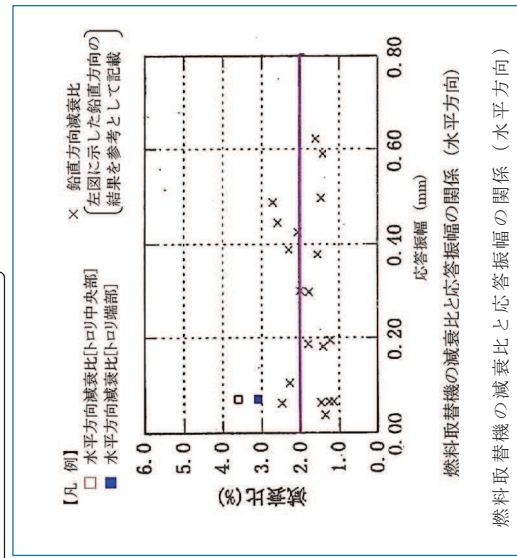 【凡 例】
□ 水平方向減衰比[トロリ中央部]
■ 水平方向減衰比[トロリ端部]
× 鉛直方向減衰比
左図に示した鉛直方向の
結果を参考として記載
減衰比(%)
6.0
5.0
4.0
3.0
2.0
1.0
0.0
0.00
0.20
0.40
0.60
0.80
応答振幅 (mm)
燃料取替機の減衰比と応答振幅の関係 (水平方向)
燃料取替機の減衰比と応答振幅の関係（水平方向）